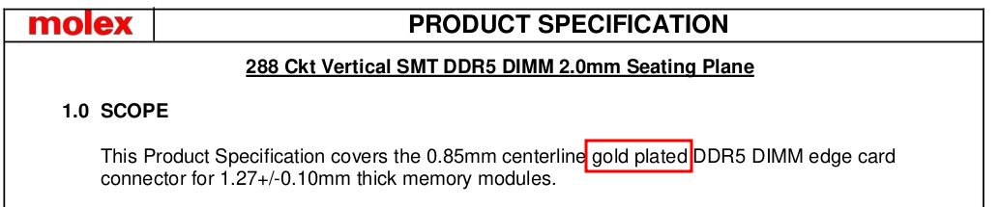 molex PRODUCT SPECIFICATION
288 Ckt Vertical SMT DDR5 DIMM 2.0mm Seating Plane
1.0 SCOPE
This Product Specification covers the 0.85mm centerline gold plated DDR5 DIMM edge card
connector for 1.27+/-0.10mm thick memory modules.